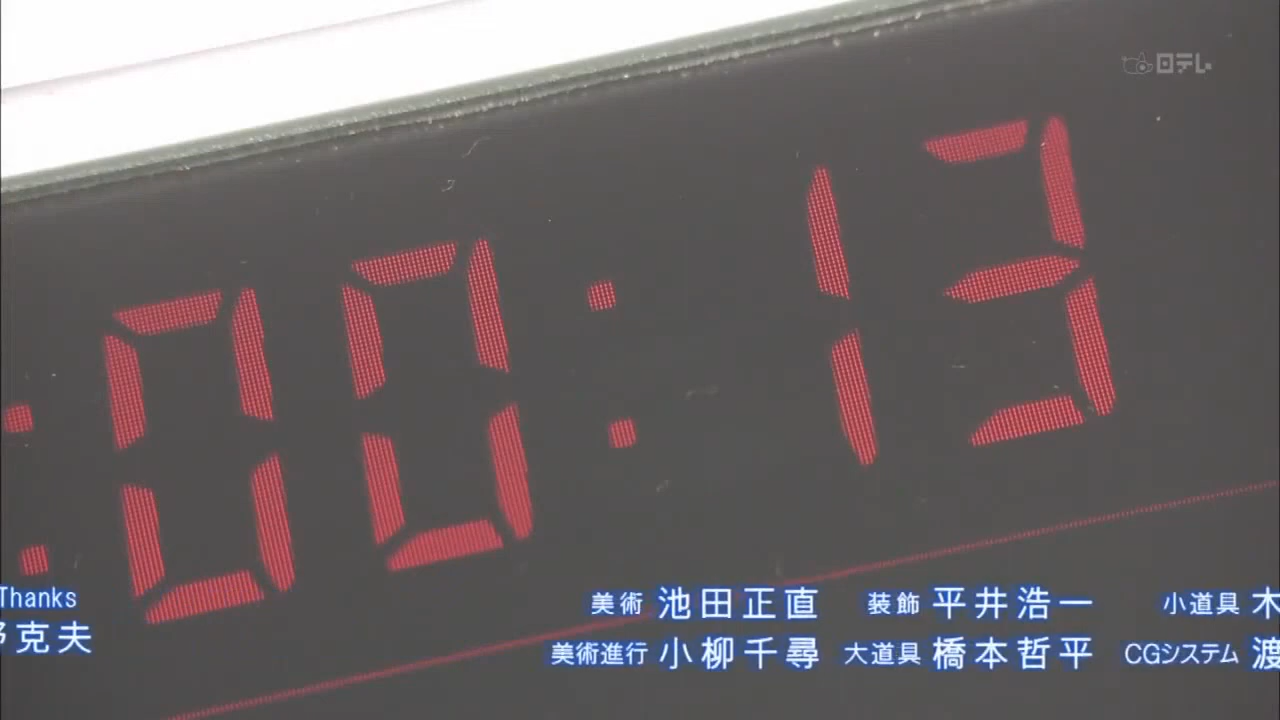 日テレ
:00:13
Thanks
克夫
美術 池田正直 装飾 平井浩一 小道具 木
美術進行 小柳千尋 大道具 橋本哲平 CGシステム 渡